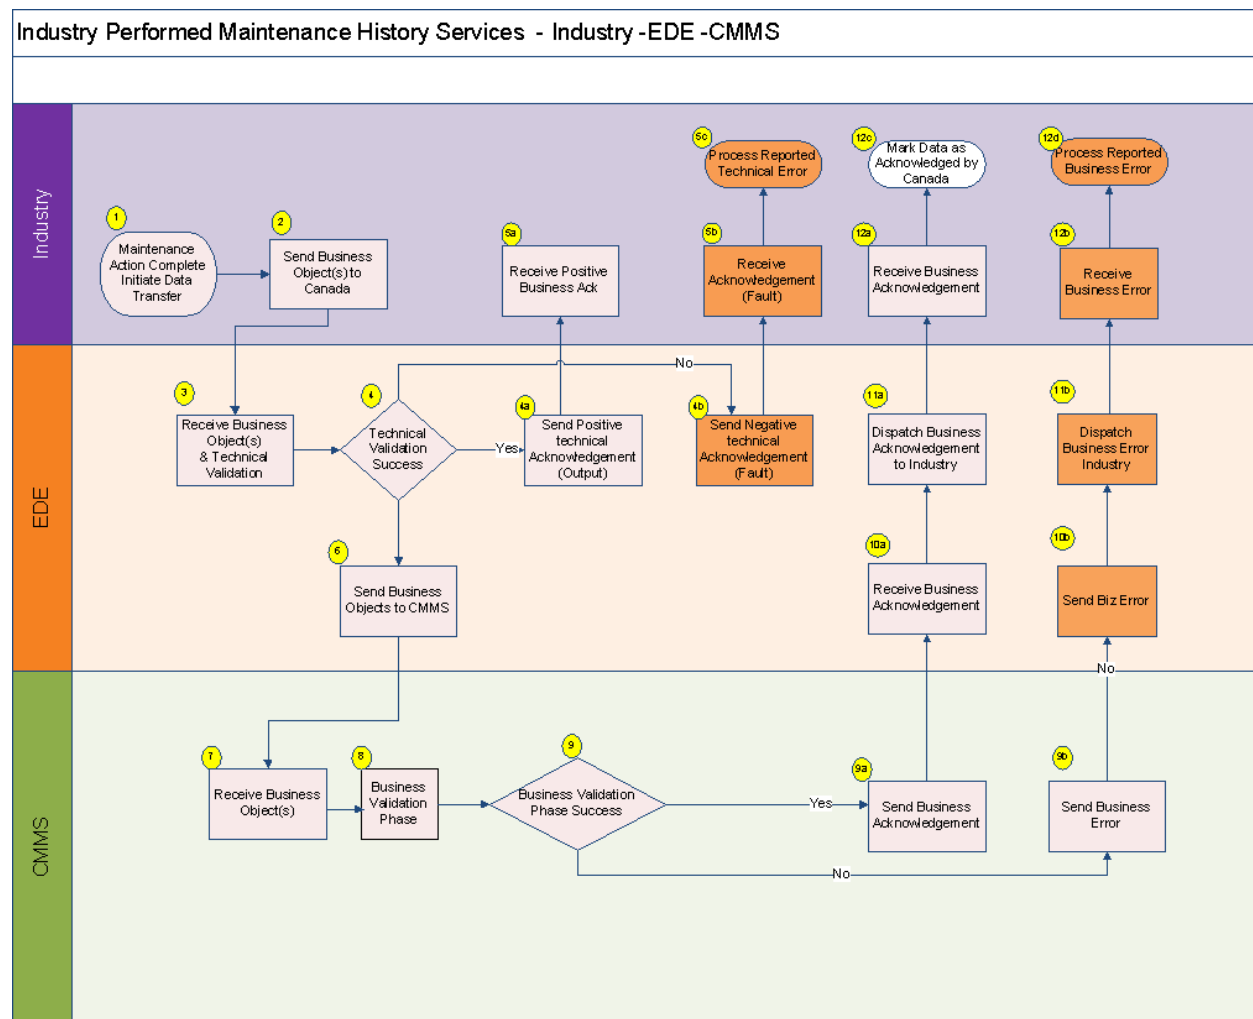 Industry Performed Maintenance History Services - Industry -EDE -CMMS
Industry
5c
Process Reported
Technical Error
12c
Mark Data as
Acknowledged by
Canada
12d
Process Reported
Business Error
1
Maintenance
Action Complete
Initiate Data
Transfer
2
Send Business
Object(s) to
Canada
5a
Receive Positive
Business Ack
5b
Receive
Acknowledgement
(Fault)
12a
Receive Business
Acknowledgement
12b
Receive
Business Error
EDE
No
3
Receive Business
Object(s)
& Technical
Validation
4
Technical
Validation
Success
Yes
4a
Send Positive
technical
Acknowledgement
(Output)
4b
Send Negative
technical
Acknowledgement
(Fault)
11a
Dispatch Business
Acknowledgement
to Industry
11b
Dispatch
Business Error
Industry
6
Send Business
Objects to CMMS
10a
Receive Business
Acknowledgement
10b
Send Biz Error
No
CMMS
7
Receive Business
Object(s)
8
Business
Validation
Phase
9
Business Validation
Phase Success
Yes
9a
Send Business
Acknowledgement
9b
Send Business
Error
No